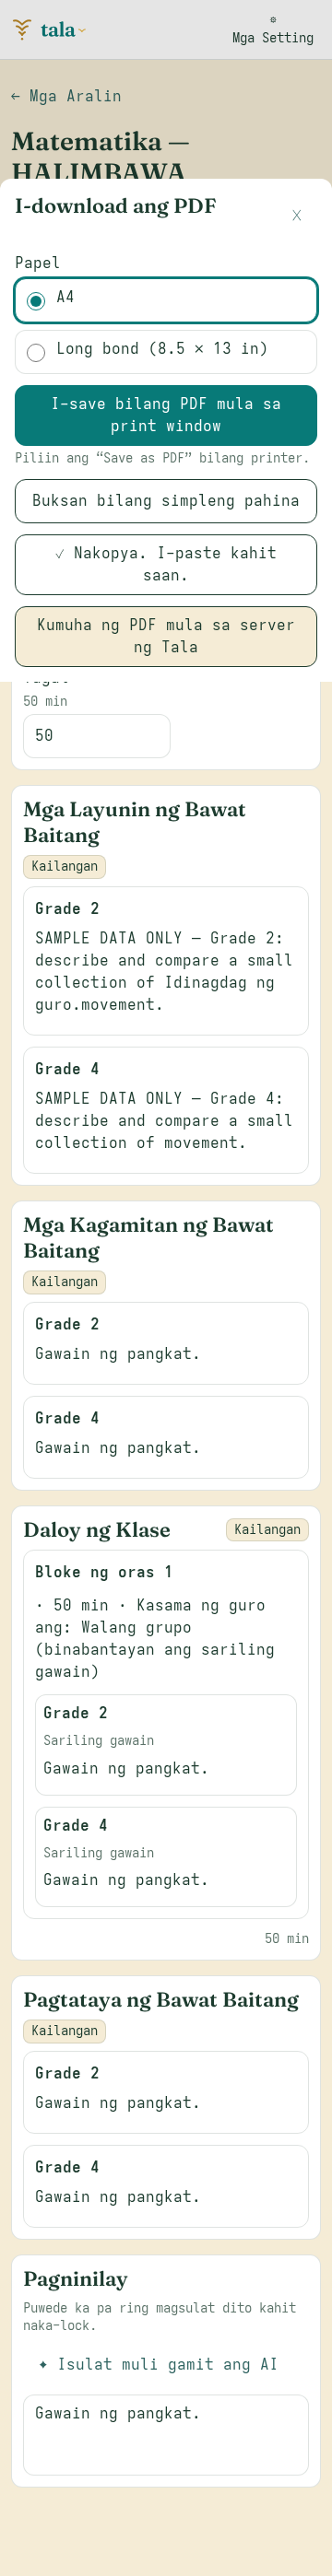 tala
Mga Setting
← Mga Aralin
Matematika —
HALIMBAWA
I-download ang PDF
X
Papel
A4
Long bond (8.5 × 13 in)
I-save bilang PDF mula sa
print window
Piliin ang “Save as PDF” bilang printer.
Buksan bilang simpleng pahina
✓ Nakopya. I-paste kahit
saan.
Kumuha ng PDF mula sa server
ng Tala
50 min
50
Mga Layunin ng Bawat
Baitang
Kailangan
Grade 2
SAMPLE DATA ONLY — Grade 2:
describe and compare a small
collection of Idinagdag ng
guro.movement.
Grade 4
SAMPLE DATA ONLY — Grade 4:
describe and compare a small
collection of movement.
Mga Kagamitan ng Bawat
Baitang
Kailangan
Grade 2
Gawain ng pangkat.
Grade 4
Gawain ng pangkat.
Daloy ng Klase
Kailangan
Bloke ng oras 1
· 50 min · Kasama ng guro
ang: Walang grupo
(binabantayan ang sariling
gawain)
Grade 2
Sariling gawain
Gawain ng pangkat.
Grade 4
Sariling gawain
Gawain ng pangkat.
50 min
Pagtataya ng Bawat Baitang
Kailangan
Grade 2
Gawain ng pangkat.
Grade 4
Gawain ng pangkat.
Pagninilay
Puwede ka pa ring magsulat dito kahit
naka-lock.
✦ Isulat muli gamit ang AI
Gawain ng pangkat.